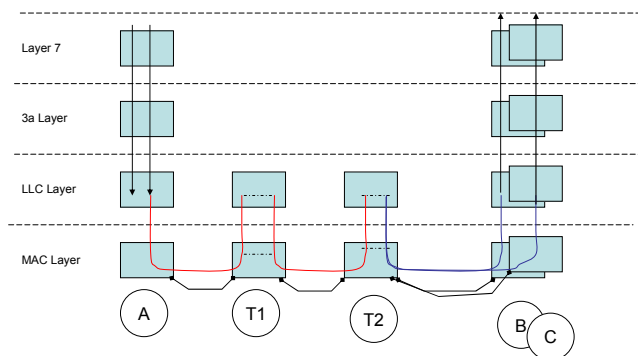 Layer 7
3a Layer
LLC Layer
MAC Layer
A
T1
T2
B
C